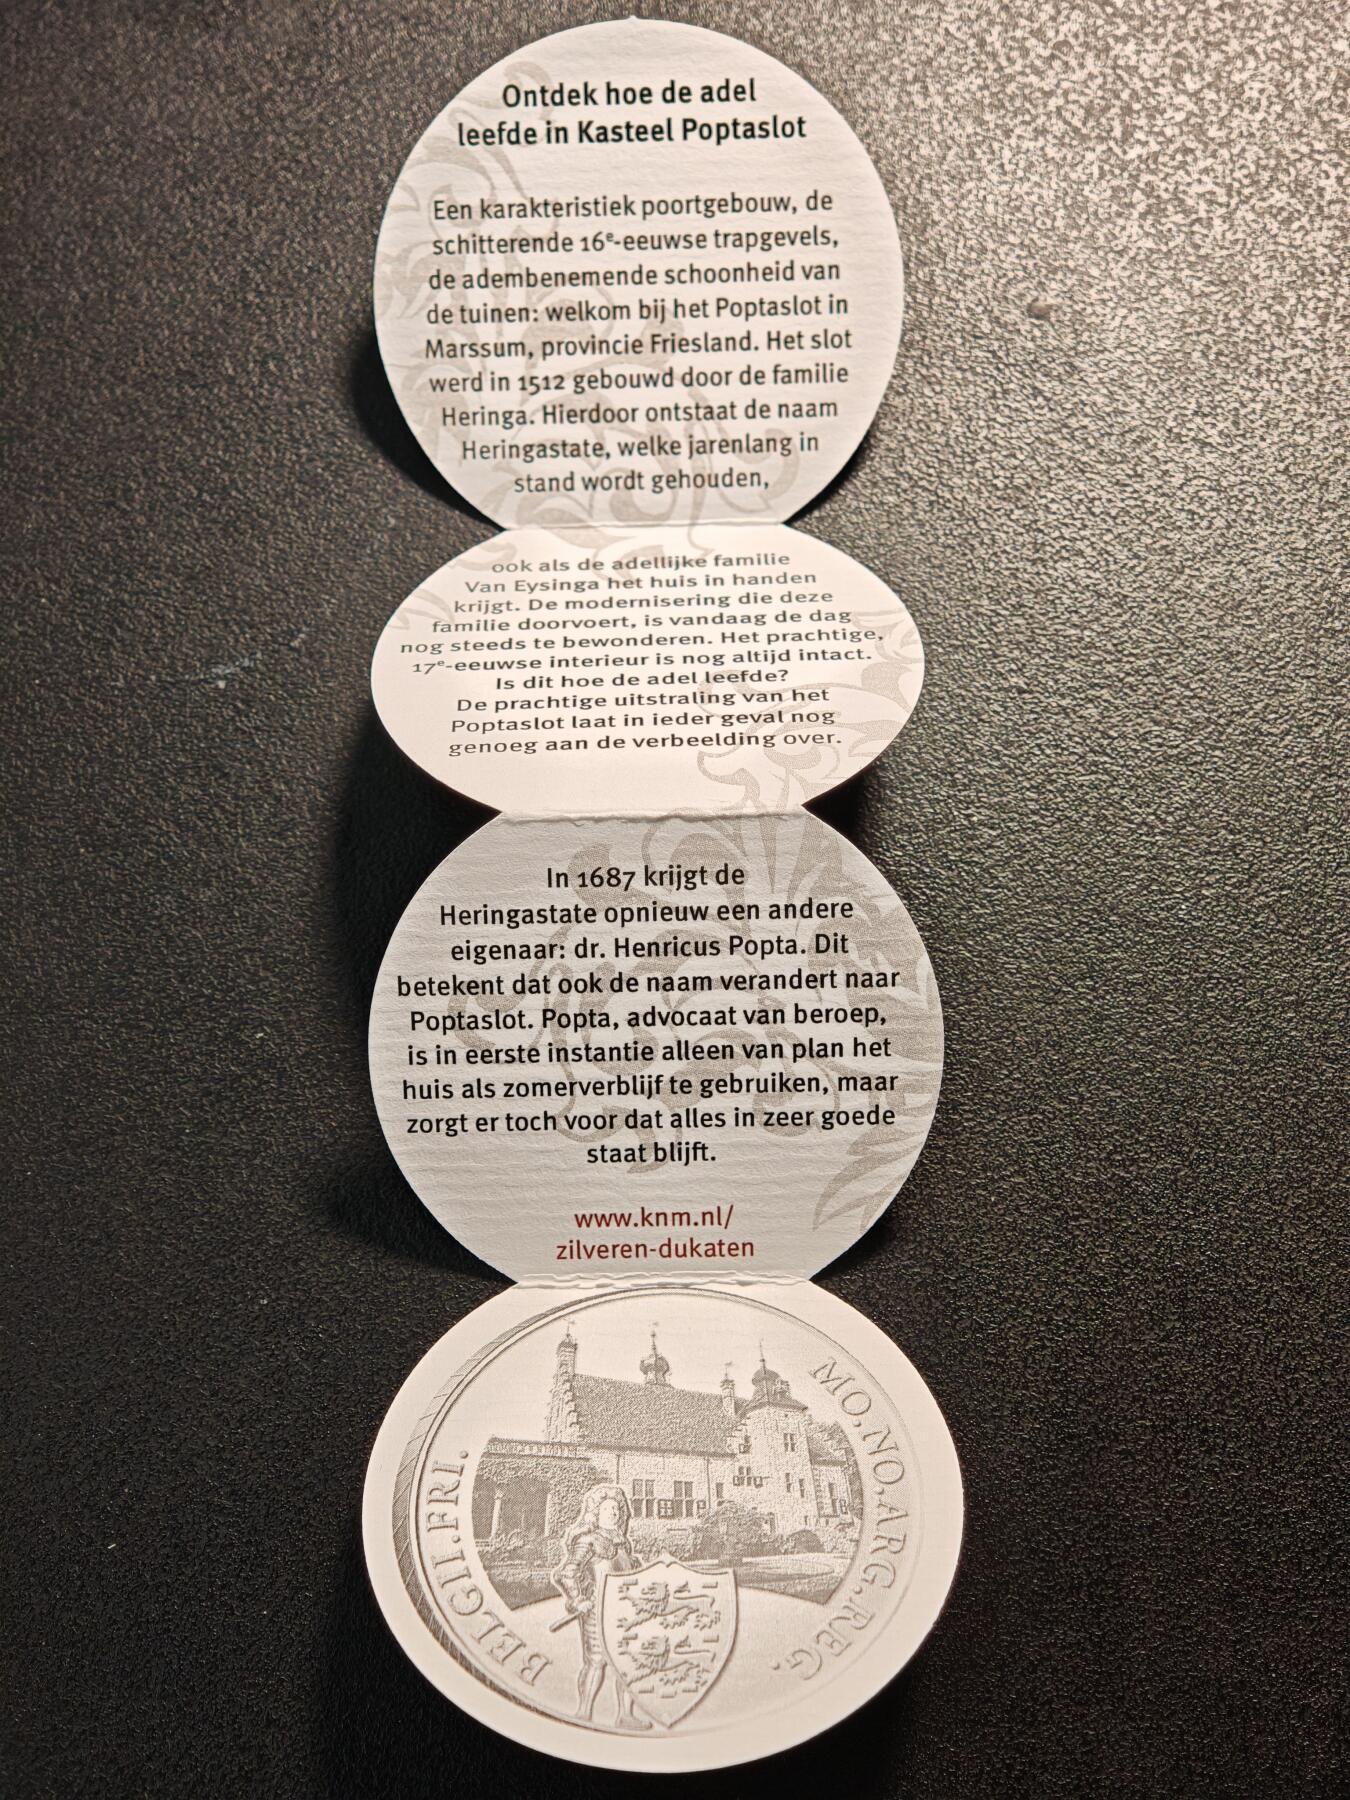 Ontdek hoe de adel
leefde in Kasteel Poptaslot
Een karakteristiek poortgebouw, de
schitterende 16e-eeuwse trapgevels,
de adembenemende schoonheid van
de tuinen: welkom bij het Poptaslot in
Marssum, provincie Friesland. Het slot
werd in 1512 gebouwd door de familie
Heringa. Hierdoor ontstaat de naam
Heringastate, welke jarenlang in
stand wordt gehouden,
ook als de adellijke familie
Van Eysinga het huis in handen
krijgt. De modernisering die deze
familie doorvoert, is vandaag de dag
nog steeds te bewonderen. Het prachtige,
17e-eeuwse interieur is nog altijd intact.
Is dit hoe de adel leefde?
De prachtige uitstraling van het
Poptaslot laat in ieder geval nog
genoeg aan de verbeelding over.
In 1687 krijgt de
Heringastate opnieuw een andere
eigenaar: dr. Henricus Popta. Dit
betekent dat ook de naam verandert naar
Poptaslot. Popta, advocaat van beroep,
is in eerste instantie alleen van plan het
huis als zomerverblijf te gebruiken, maar
zorgt er toch voor dat alles in zeer goede
staat blijft.
www.knm.nl/
zilveren-dukaten
MO.NO.ARG.REG.
BELGII.FRI.